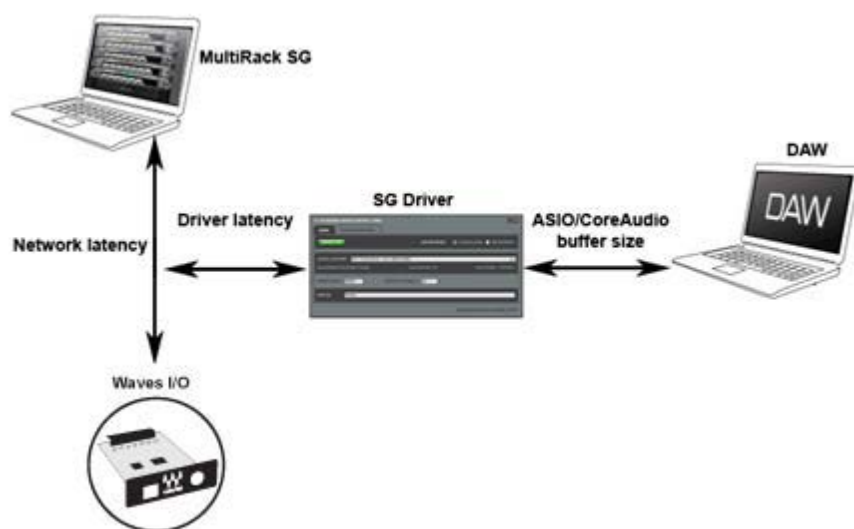 MultiRack SG
DAW
SG Driver
Driver latency
ASIO/CoreAudio
buffer size
DAW
Network latency
Waves I/O